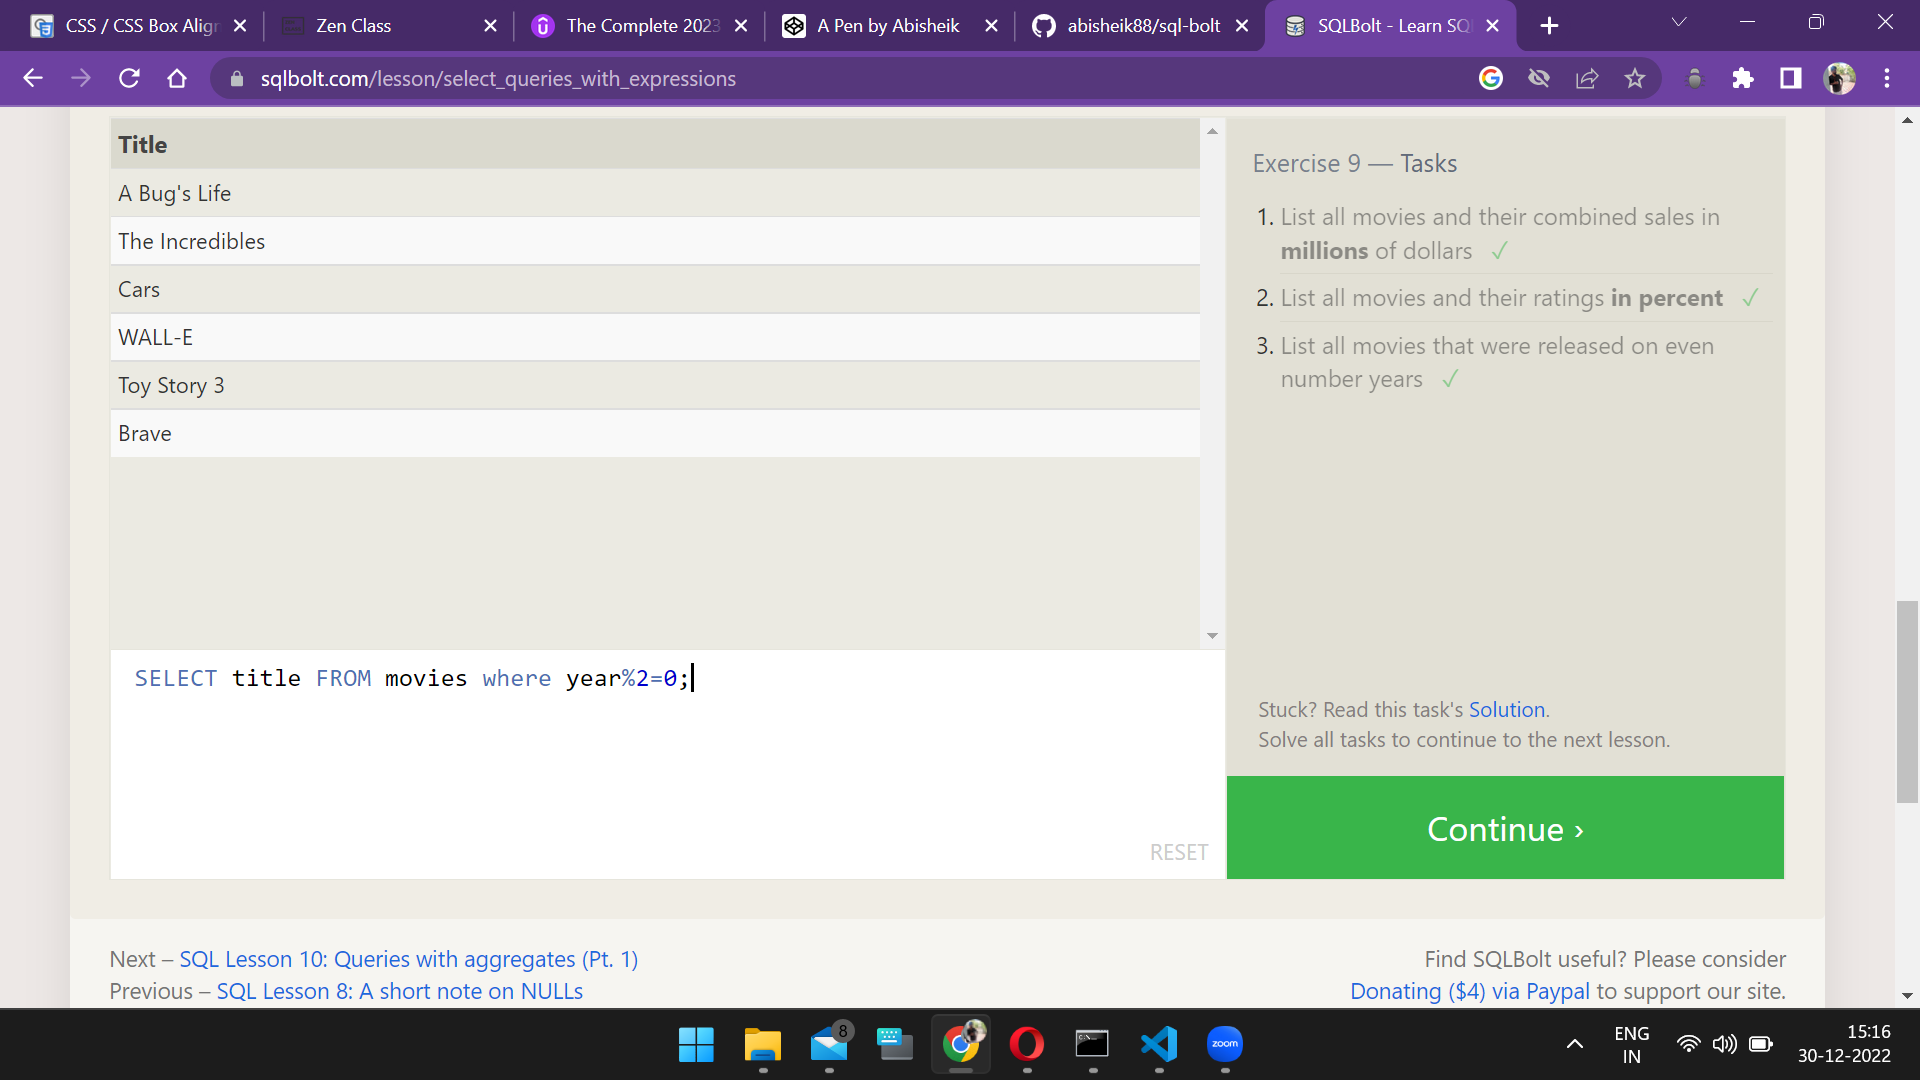 CSS / CSS Box Align
Zen Class
The Complete 2023
A Pen by Abisheik
abisheik88/sql-bolt
SQLBolt - Learn SQ
sqlbolt.com/lesson/select_queries_with_expressions
Title
A Bug's Life
The Incredibles
Cars
WALL-E
Toy Story 3
Brave
SELECT title FROM movies where year%2=0;
RESET
Exercise 9 — Tasks
1. List all movies and their combined sales in
millions of dollars ✓
2. List all movies and their ratings in percent ✓
3. List all movies that were released on even
number years ✓
Stuck? Read this task's Solution.
Solve all tasks to continue to the next lesson.
Continue ›
Next – SQL Lesson 10: Queries with aggregates (Pt. 1)
Previous – SQL Lesson 8: A short note on NULLs
Find SQLBolt useful? Please consider
Donating ($4) via Paypal to support our site.
8
zoom
ENG
IN
15:16
30-12-2022